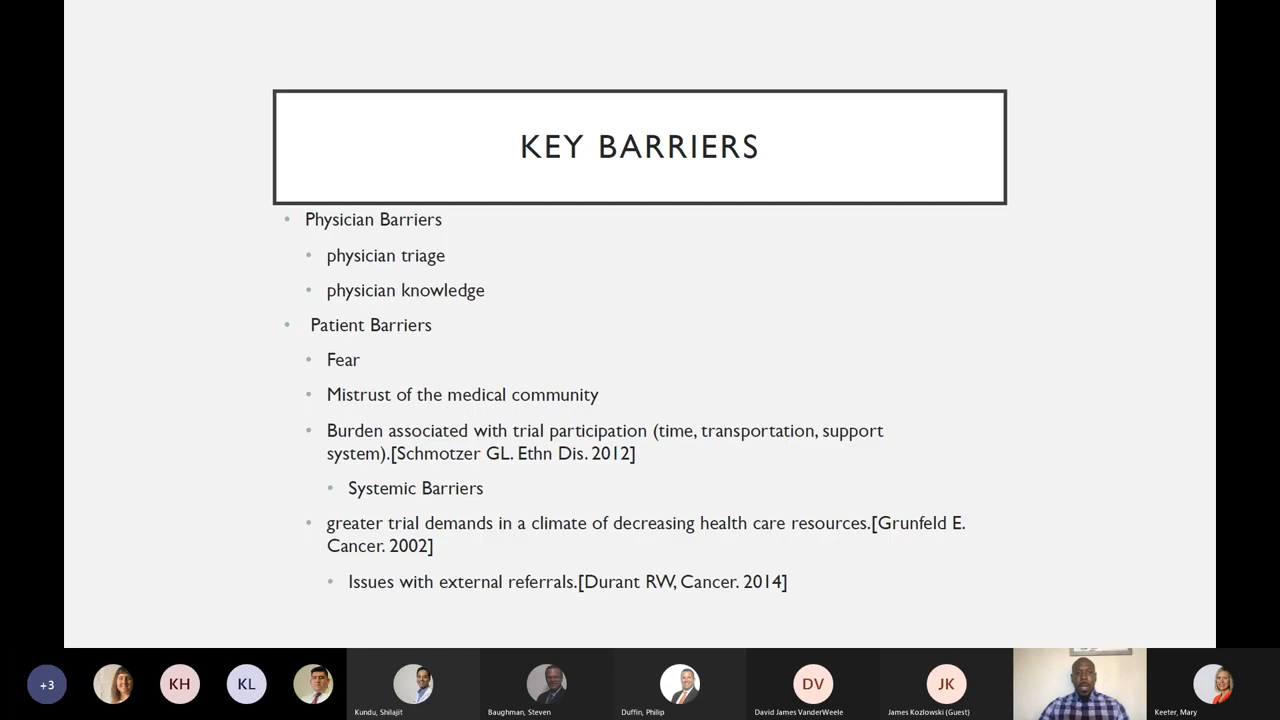 KEY BARRIERS
• Physician Barriers
• physician triage
• physician knowledge
• Patient Barriers
• Fear
• Mistrust of the medical community
• Burden associated with trial participation (time, transportation, support
system).[Schmotzer GL. Ethn Dis. 2012]
• Systemic Barriers
• greater trial demands in a climate of decreasing health care resources.[Grunfeld E.
Cancer. 2002]
• Issues with external referrals.[Durant RW, Cancer. 2014]
+3
KH
KL
Kundu, Shilajit
Baughman, Steven
Duffin, Philip
DV
David James VanderWeele
JK
James Kozlowski (Guest)
Keeter, Mary